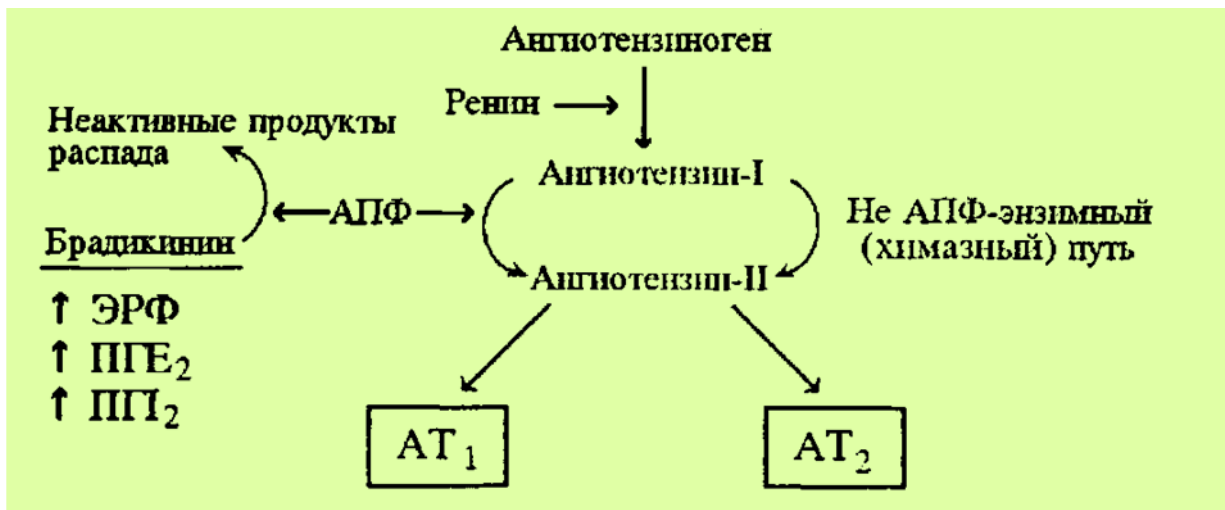 Ангиотензиноген
Ренин
Неактивные продукты
распада
Ангиотензин-I
АПФ
Не АПФ-энзимный
(химазный) путь
Брадикинин
Ангиотензин-II
↑ ЭРФ
↑ ПГЕ₂
↑ ПГI₂
АТ₁
АТ₂